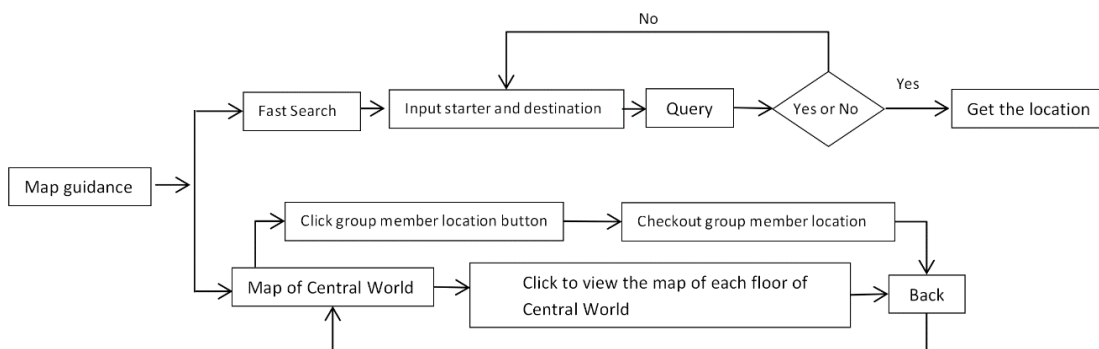 No
Yes
Fast Search
Input starter and destination
Query
Yes or No
Get the location
Map guidance
Click group member location button
Checkout group member location
Map of Central World
Click to view the map of each floor of
Central World
Back